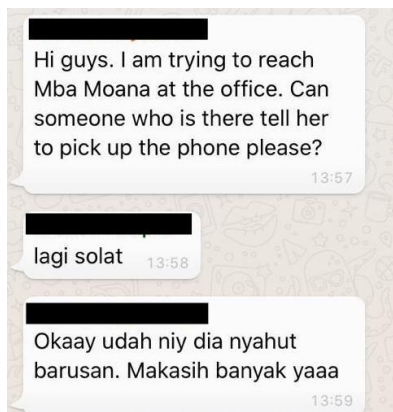 Hi guys. I am trying to reach
Mba Moana at the office. Can
someone who is there tell her
to pick up the phone please?
13:57
lagi solat 13:58
Okaay udah niy dia nyahut
barusan. Makasih banyak yaaa
13:59